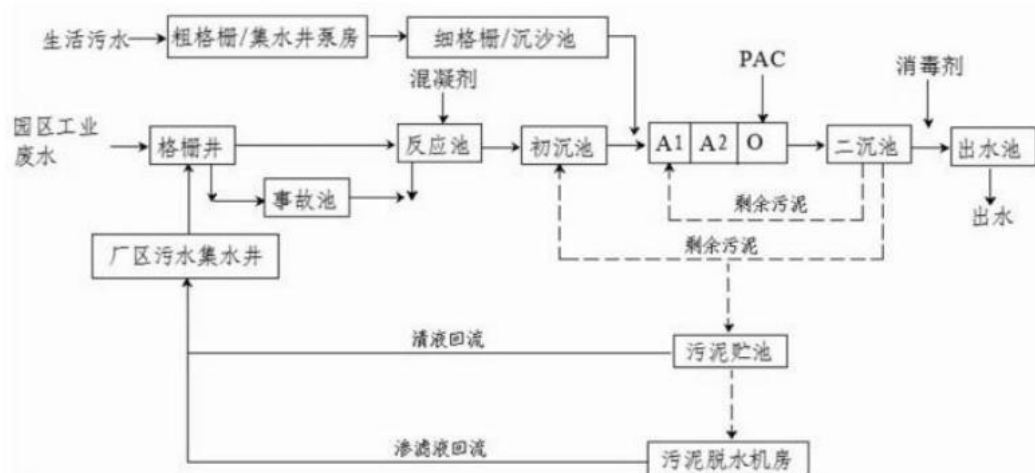 生活污水
粗格栅/集水井泵房
细格栅/沉沙池
混凝剂
PAC
消毒剂
园区工业
废水
格栅井
反应池
初沉池
A1
A2
O
二沉池
出水池
事故池
剩余污泥
出水
剩余污泥
厂区污水集水井
清液回流
污泥贮池
渗滤液回流
污泥脱水机房